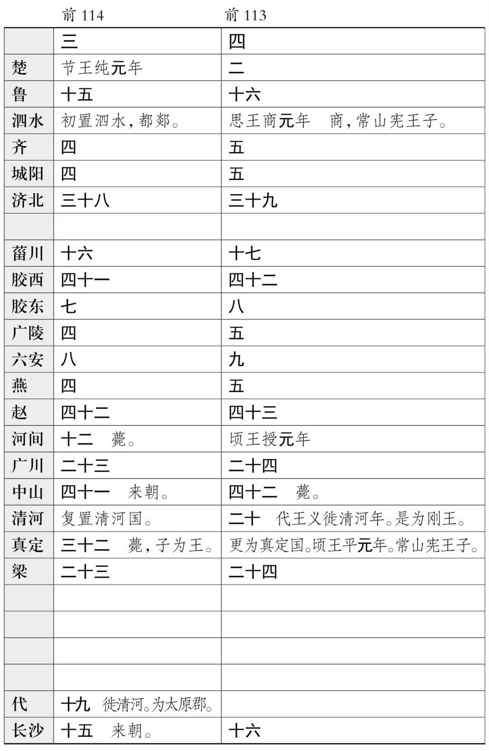 前114 前113
三 四
楚 节王纯元年 二
鲁 十五 十六
泗水 初置泗水，都郯。 思王商元年 商，常山宪王子。
齐 四 五
城阳 四 五
济北 三十八 三十九
菑川 十六 十七
胶西 四十一 四十二
胶东 七 八
广陵 四 五
六安 八 九
燕 四 五
赵 四十二 四十三
河间 十二 薨。 顷王授元年
广川 二十三 二十四
中山 四十一 来朝。 四十二 薨。
清河 复置清河国。 二十 代王义徙清河年。是为刚王。
真定 三十二 薨，子为王。 更为真定国。顷王平元年。常山宪王子。
梁 二十三 二十四
代 十九 徙清河。为太原郡。
长沙 十五 来朝。 十六